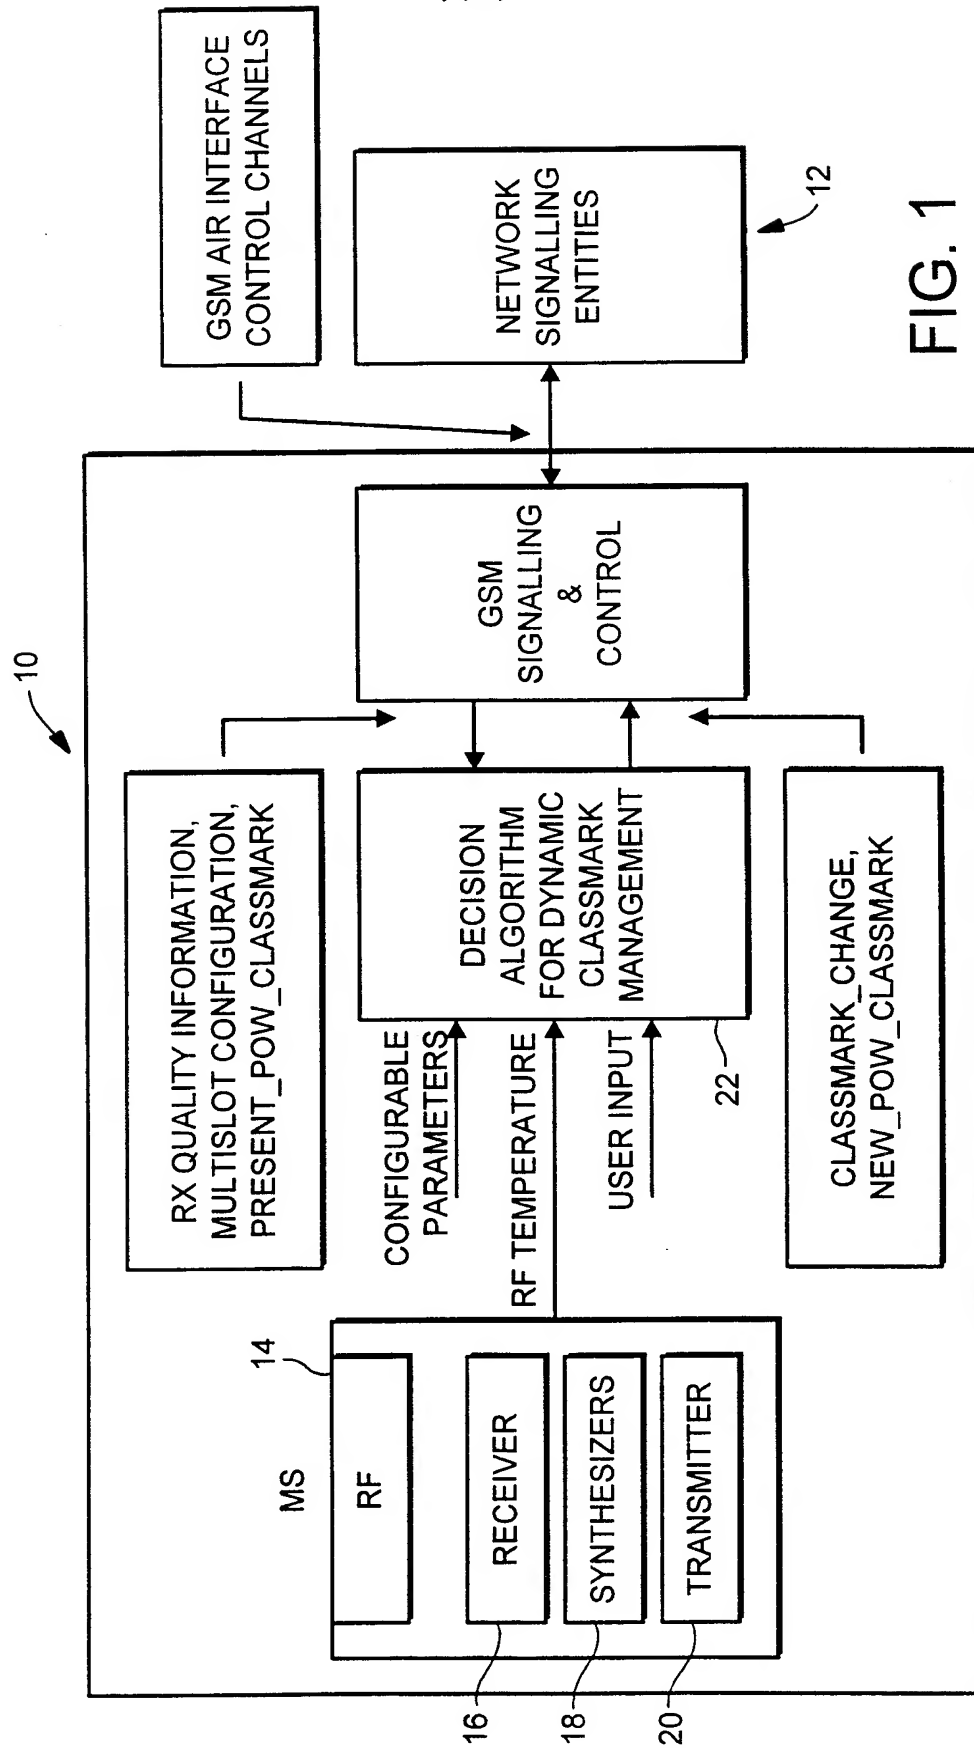 10
RX QUALITY INFORMATION,
MULTISLOT CONFIGURATION,
PRESENT_POW_CLASSMARK
GSM AIR INTERFACE
CONTROL CHANNELS
MS
14
RF
RECEIVER
SYNTHESIZERS
TRANSMITTER
16
18
20
CONFIGURABLE
PARAMETERS
RF TEMPERATURE
USER INPUT
DECISION
ALGORITHM
FOR DYNAMIC
CLASSMARK
MANAGEMENT
22
GSM
SIGNALLING
&
CONTROL
NETWORK
SIGNALLING
ENTITIES
12
CLASSMARK_CHANGE,
NEW_POW_CLASSMARK
FIG. 1